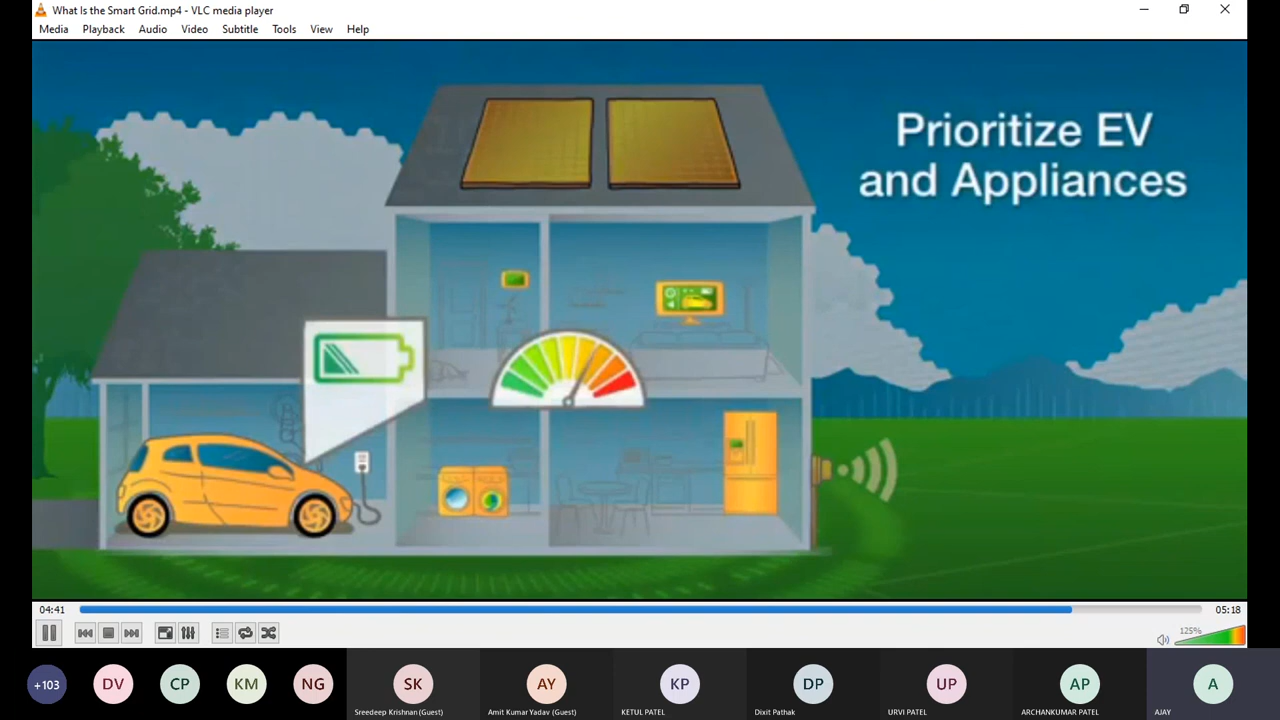 What Is the Smart Grid.mp4 - VLC media player
Media Playback Audio Video Subtitle Tools View Help
Prioritize EV
and Appliances
04:41
05:18
125%
+103
DV
CP
KM
NG
SK
Sreedeep Krishnan (Guest)
AY
Amit Kumar Yadav (Guest)
KP
KETUL PATEL
DP
Dixit Pathak
UP
URVI PATEL
AP
ARCHANKUMAR PATEL
A
AJAY